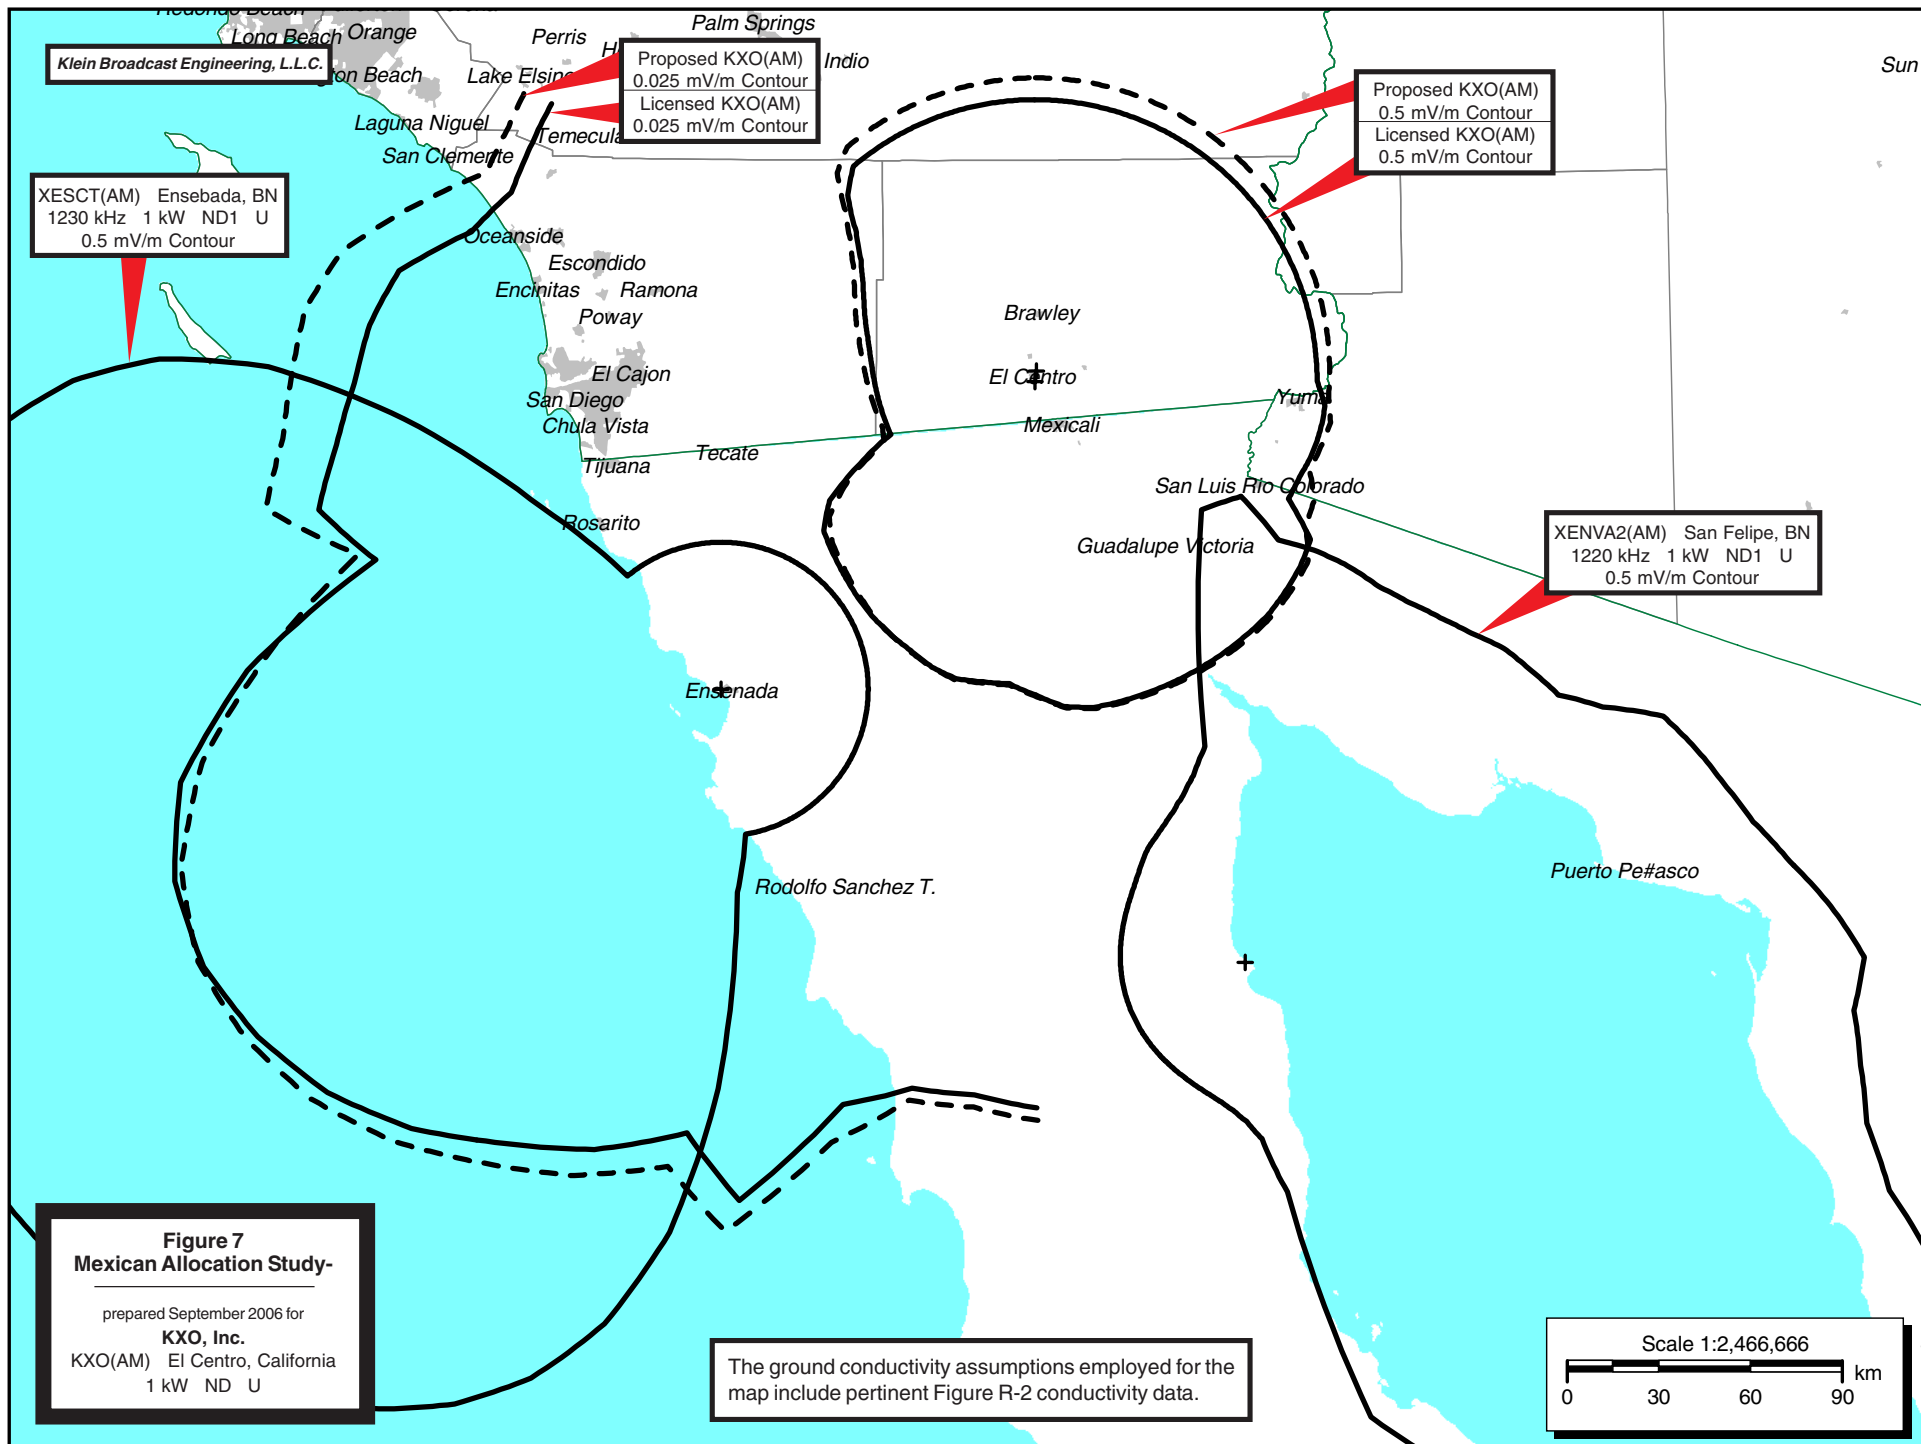 Palm Springs
Long Beach
Orange
Perris
Indio
Sun
Klein Broadcast Engineering, L.L.C.
Lake Elsino
Proposed KXO(AM)
0.025 mV/m Contour
Licensed KXO(AM)
0.025 mV/m Contour
Proposed KXO(AM)
0.5 mV/m Contour
Licensed KXO(AM)
0.5 mV/m Contour
Laguna Niguel
Temecula
San Clemente
XESCT(AM) Ensebada, BN
1230 kHz 1 kW ND1 U
0.5 mV/m Contour
Oceanside
Escondido
Encinitas
Ramona
Poway
Brawley
El Cajon
El Centro
San Diego
Yuma
Chula Vista
Mexicali
Tecate
Tijuana
San Luis Rio Colorado
Rosarito
Guadalupe Victoria
XENVA2(AM) San Felipe, BN
1220 kHz 1 kW ND1 U
0.5 mV/m Contour
Ensenada
Rodolfo Sanchez T.
Puerto Pe#asco
Figure 7
Mexican Allocation Study-
prepared September 2006 for
KXO, Inc.
KXO(AM) El Centro, California
1 kW ND U
The ground conductivity assumptions employed for the
map include pertinent Figure R-2 conductivity data.
Scale 1:2,466,666
km
0 30 60 90